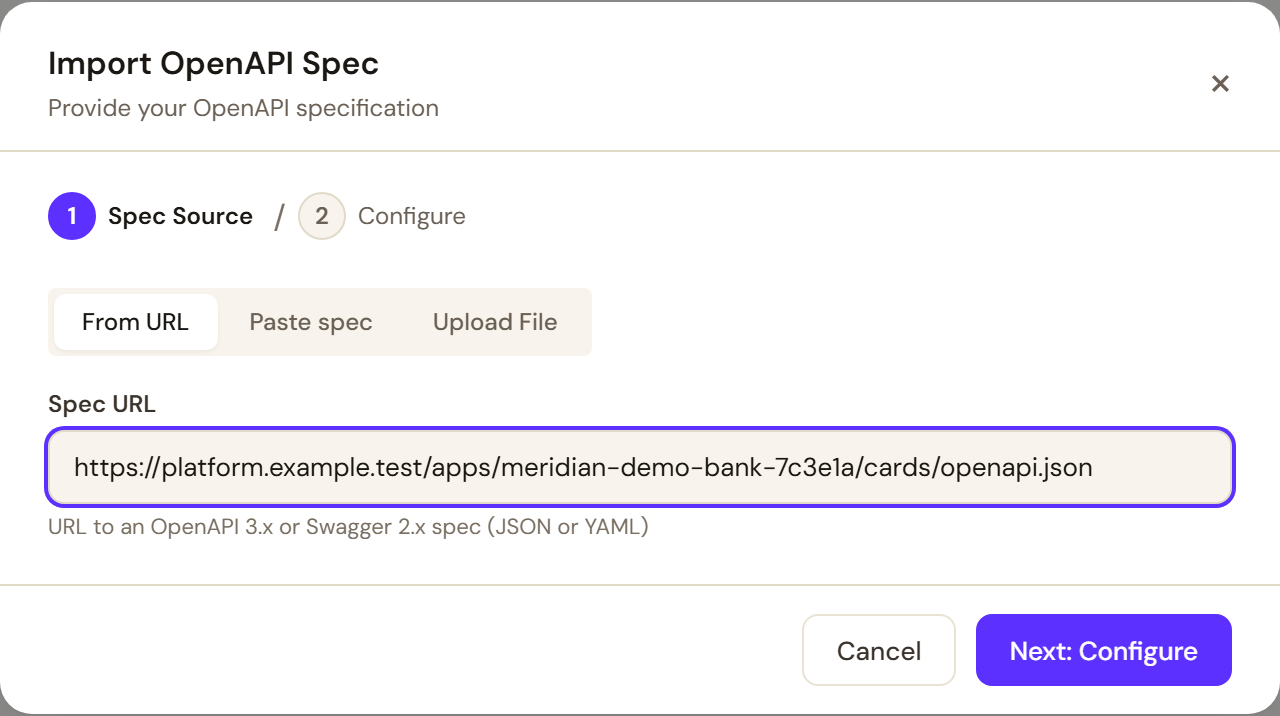 Import OpenAPI Spec
Provide your OpenAPI specification
×
1 Spec Source / 2 Configure
From URL Paste spec Upload File
Spec URL
https://platform.example.test/apps/meridian-demo-bank-7c3e1a/cards/openapi.json
URL to an OpenAPI 3.x or Swagger 2.x spec (JSON or YAML)
Cancel Next: Configure